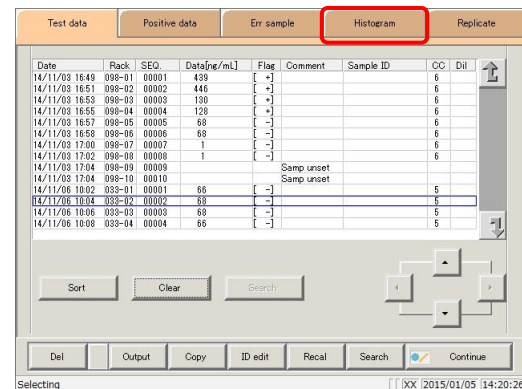 Test data Positive data Err sample Histogram Replicate
Date Rack SEQ. Data[ng/mL] Flag Comment Sample ID CC Dil
14/11/03 16:49 098-01 00001 439 [ +] 6
14/11/03 16:51 098-02 00002 446 [ +] 6
14/11/03 16:53 098-03 00003 130 [ +] 6
14/11/03 16:55 098-04 00004 128 [ +] 6
14/11/03 16:57 098-05 00005 68 [ -] 6
14/11/03 16:58 098-06 00006 68 [ -] 6
14/11/03 17:00 098-07 00007 1 [ -] 6
14/11/03 17:02 098-08 00008 1 [ -] 6
14/11/03 17:04 098-09 00009 Samp unset
14/11/03 17:04 098-10 00010 Samp unset
14/11/06 10:02 033-01 00001 66 [ -] 5
14/11/06 10:04 033-02 00002 68 [ -] 5
14/11/06 10:06 033-03 00003 68 [ -] 5
14/11/06 10:08 033-04 00004 66 [ -] 5
Sort Clear Search
Del Output Copy ID edit Recal Search Continue
Selecting [ [ XX 2015/01/05 14:20:26